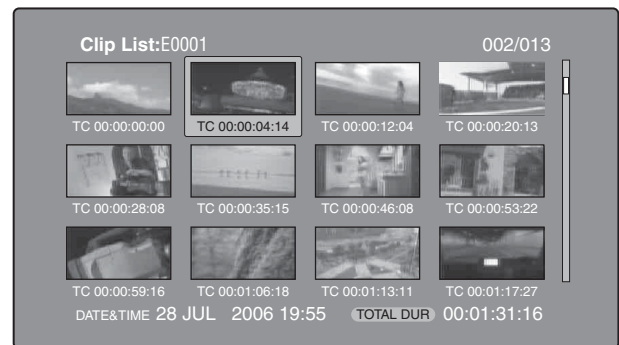 Clip List:E0001 002/013
TC 00:00:00:00 TC 00:00:04:14 TC 00:00:12:04 TC 00:00:20:13
TC 00:00:28:08 TC 00:00:35:15 TC 00:00:46:08 TC 00:00:53:22
TC 00:00:59:16 TC 00:01:06:18 TC 00:01:13:11 TC 00:01:17:27
DATE&TIME 28 JUL 2006 19:55 TOTAL DUR 00:01:31:16